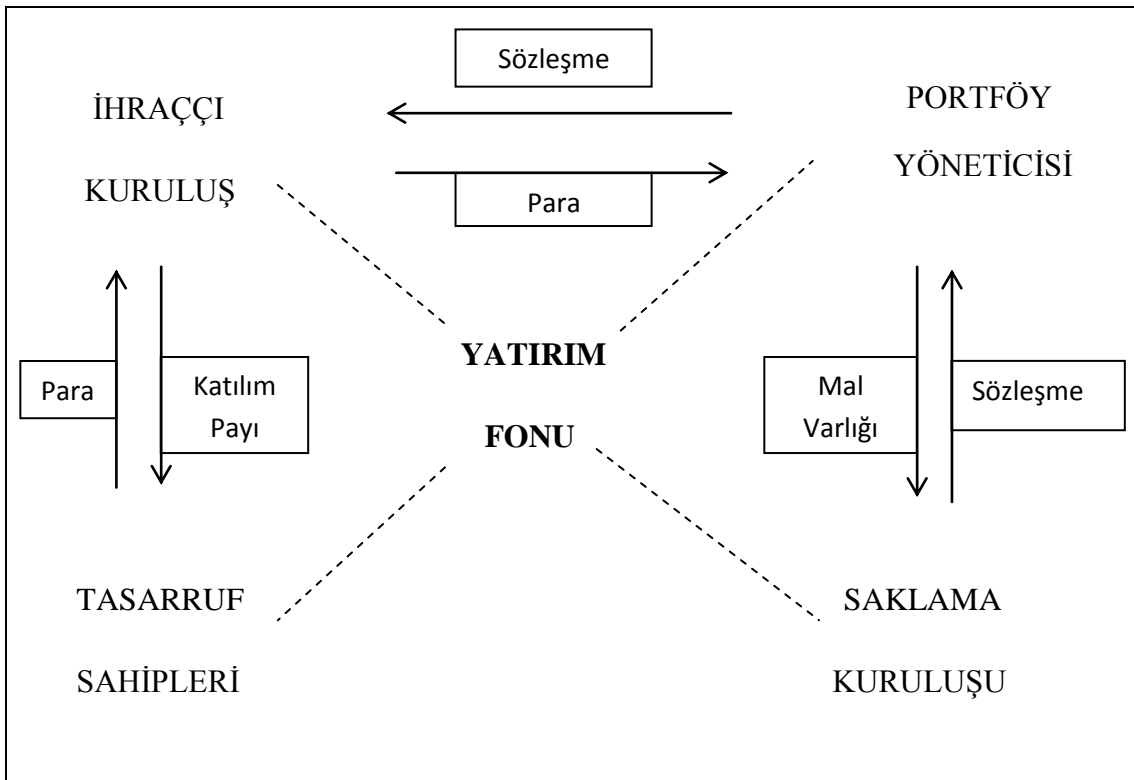 Sözleşme
İHRAÇÇI
KURULUŞ
PORTFÖY
YÖNETİCİSİ
Para
YATIRIM
FONU
Para
Katılım
Payı
Mal
Varlığı
Sözleşme
TASARRUF
SAHİPLERİ
SAKLAMA
KURULUŞU